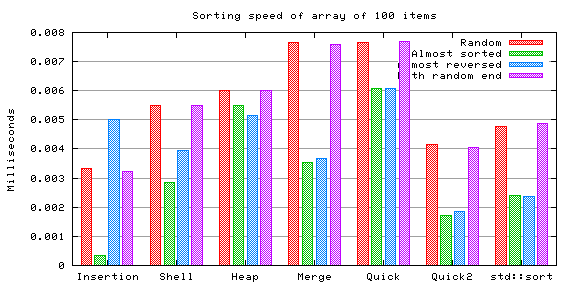 Sorting speed of array of 100 items
0.008
0.007
0.006
0.005
0.004
0.003
0.002
0.001
0
Milliseconds
Random
Almost sorted
most reversed
th random end
Insertion Shell Heap Merge Quick Quick2 std::sort